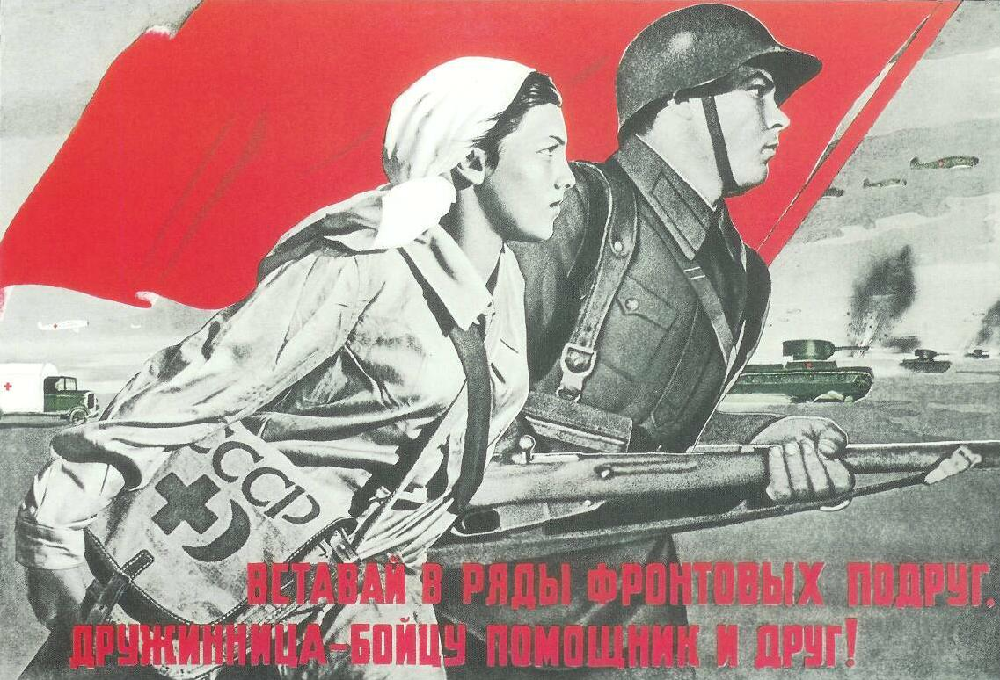 СССР
ВСТАВАЙ В РЯДЫ ФРОНТОВЫХ ПОДРУГ,
ДРУЖИННИЦА-БОЙЦУ ПОМОЩНИК И ДРУГ!